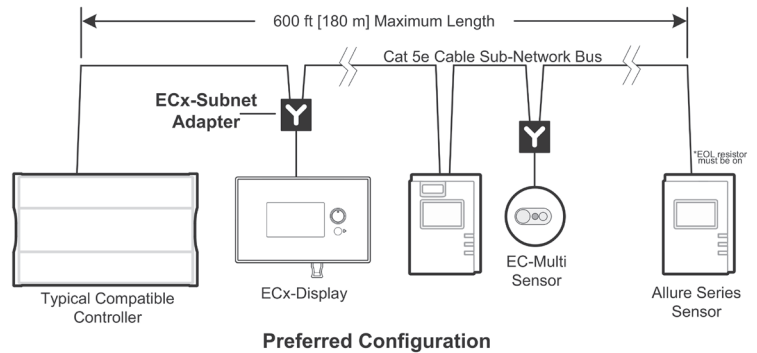 600 ft [180 m] Maximum Length
Cat 5e Cable Sub-Network Bus
ECx-Subnet
Adapter
*EOL resistor
must be on
Typical Compatible
Controller
ECx-Display
EC-Multi
Sensor
Allure Series
Sensor
Preferred Configuration